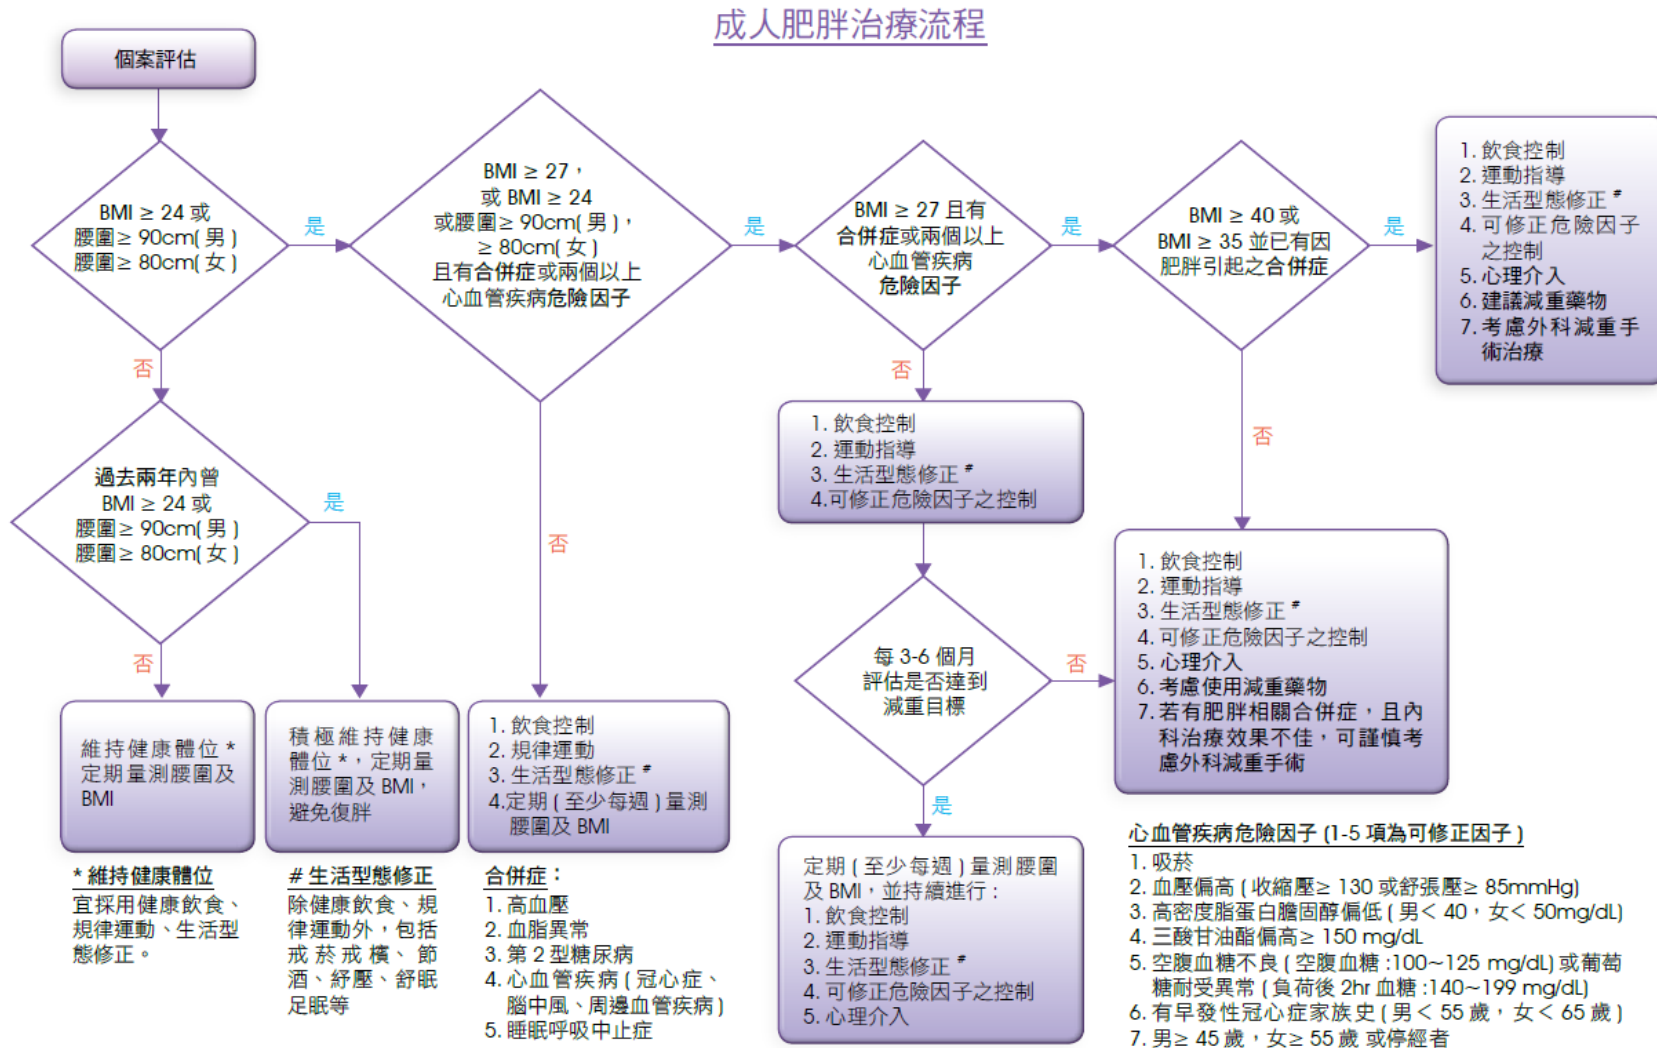 成人肥胖治療流程
個案評估
BMI ≥ 24 或
腰圍≥ 90cm( 男 )
腰圍≥ 80cm( 女 )
是
否
BMI ≥ 27，
或 BMI ≥ 24
或腰圍≥ 90cm( 男 )，
≥ 80cm( 女 )
且有合併症或兩個以上
心血管疾病危險因子
是
否
BMI ≥ 27 且有
合併症或兩個以上
心血管疾病
危險因子
是
否
BMI ≥ 40 或
BMI ≥ 35 並已有因
肥胖引起之合併症
是
否
1. 飲食控制
2. 運動指導
3. 生活型態修正 #
4. 可修正危險因子
之控制
5. 心理介入
6. 建議減重藥物
7. 考慮外科減重手
術治療
過去兩年內曾
BMI ≥ 24 或
腰圍≥ 90cm( 男 )
腰圍≥ 80cm( 女 )
是
否
1. 飲食控制
2. 運動指導
3. 生活型態修正 #
4.可修正危險因子之控制
每 3-6 個月
評估是否達到
減重目標
否
是
1. 飲食控制
2. 運動指導
3. 生活型態修正 #
4. 可修正危險因子之控制
5. 心理介入
6. 考慮使用減重藥物
7. 若有肥胖相關合併症，且內
科治療效果不佳，可謹慎考
慮外科減重手術
維持健康體位 *
定期量測腰圍及
BMI
積極維持健康
體位 *，定期量
測腰圍及 BMI，
避免復胖
1. 飲食控制
2. 規律運動
3. 生活型態修正 #
4.定期 ( 至少每週 ) 量測
腰圍及 BMI
定期 ( 至少每週 ) 量測腰圍
及 BMI，並持續進行 :
1. 飲食控制
2. 運動指導
3. 生活型態修正 #
4. 可修正危險因子之控制
5. 心理介入
* 維持健康體位
宜採用健康飲食、
規律運動、生活型
態修正。
# 生活型態修正
除健康飲食、規
律運動外，包括
戒菸戒檳、節
酒、紓壓、舒眠
足眠等
合併症：
1. 高血壓
2. 血脂異常
3. 第 2 型糖尿病
4. 心血管疾病 ( 冠心症、
腦中風、周邊血管疾病 )
5. 睡眠呼吸中止症
心血管疾病危險因子 (1-5 項為可修正因子 )
1. 吸菸
2. 血壓偏高 ( 收縮壓≥ 130 或舒張壓≥ 85mmHg)
3. 高密度脂蛋白膽固醇偏低 ( 男< 40，女< 50mg/dL)
4. 三酸甘油酯偏高≥ 150 mg/dL
5. 空腹血糖不良 ( 空腹血糖 :100~125 mg/dL) 或葡萄
糖耐受異常 ( 負荷後 2hr 血糖 :140~199 mg/dL)
6. 有早發性冠心症家族史 ( 男< 55 歲，女< 65 歲 )
7. 男≥ 45 歲，女≥ 55 歲 或停經者